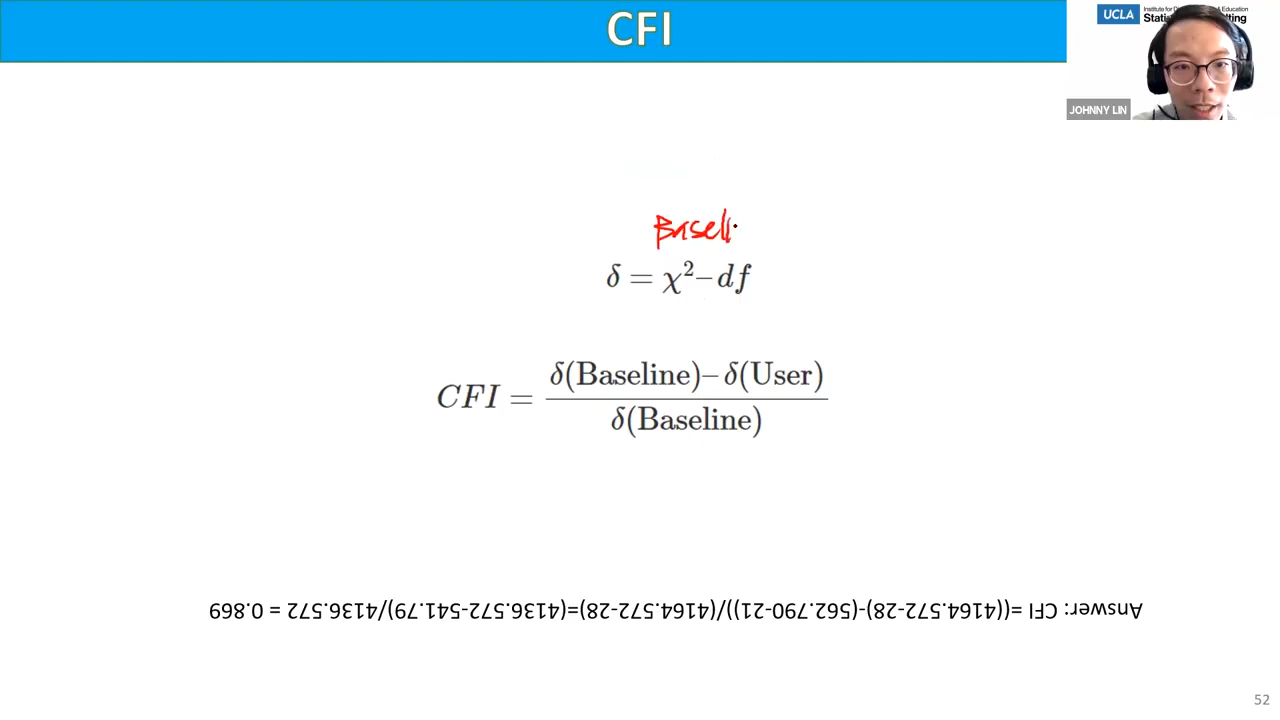 CFI
UCLA
JOHNNY LIN
Baseli
δ = χ²– df
CFI = δ(Baseline)– δ(User) / δ(Baseline)
Answer: CFI =((4164.572-28)-(562.790-21))/(4164.572-28)=(4136.572-541.79)/4136.572 = 0.869
52